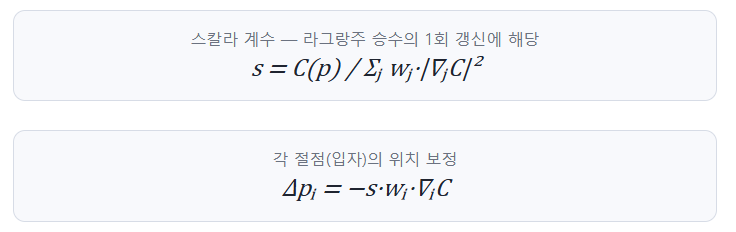 스칼라 계수 — 라그랑주 승수의 1회 갱신에 해당
s = C(p) / Σⱼ wⱼ·|∇ⱼC|²
각 절점(입자)의 위치 보정
Δpᵢ = −s·wᵢ·∇ᵢC